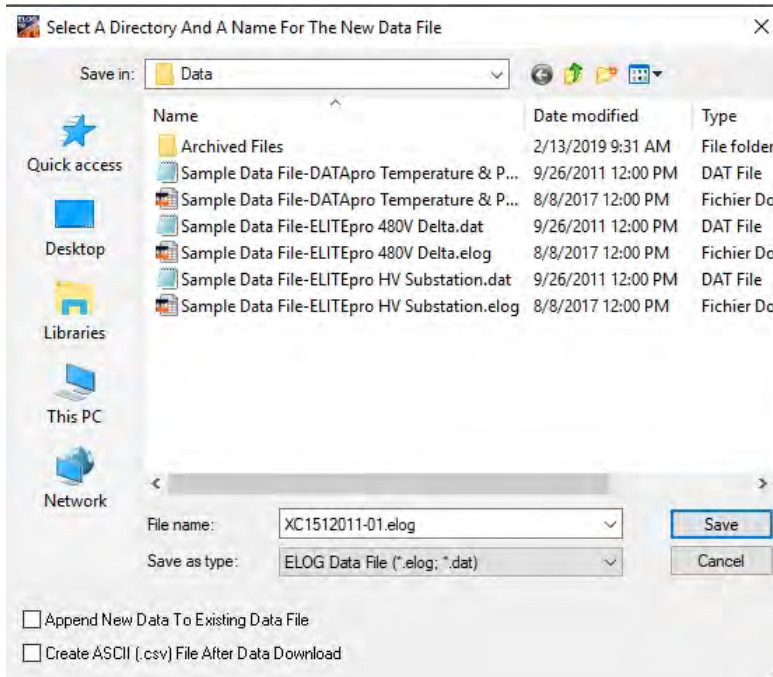 Select A Directory And A Name For The New Data File
Save in: Data
Name Date modified Type
Archived Files 2/13/2019 9:31 AM File folder
Sample Data File-DATApro Temperature & P... 9/26/2011 12:00 PM DAT File
Sample Data File-DATApro Temperature & P... 8/8/2017 12:00 PM Fichier Do
Sample Data File-ELITEpro 480V Delta.dat 9/26/2011 12:00 PM DAT File
Sample Data File-ELITEpro 480V Delta.elog 8/8/2017 12:00 PM Fichier Do
Sample Data File-ELITEpro HV Substation.dat 9/26/2011 12:00 PM DAT File
Sample Data File-ELITEpro HV Substation.elog 8/8/2017 12:00 PM Fichier Do
Quick access
Desktop
Libraries
This PC
Network
File name: XC1512011-01.elog Save
Save as type: ELOG Data File (*.elog; *.dat) Cancel
Append New Data To Existing Data File
Create ASCII (.csv) File After Data Download